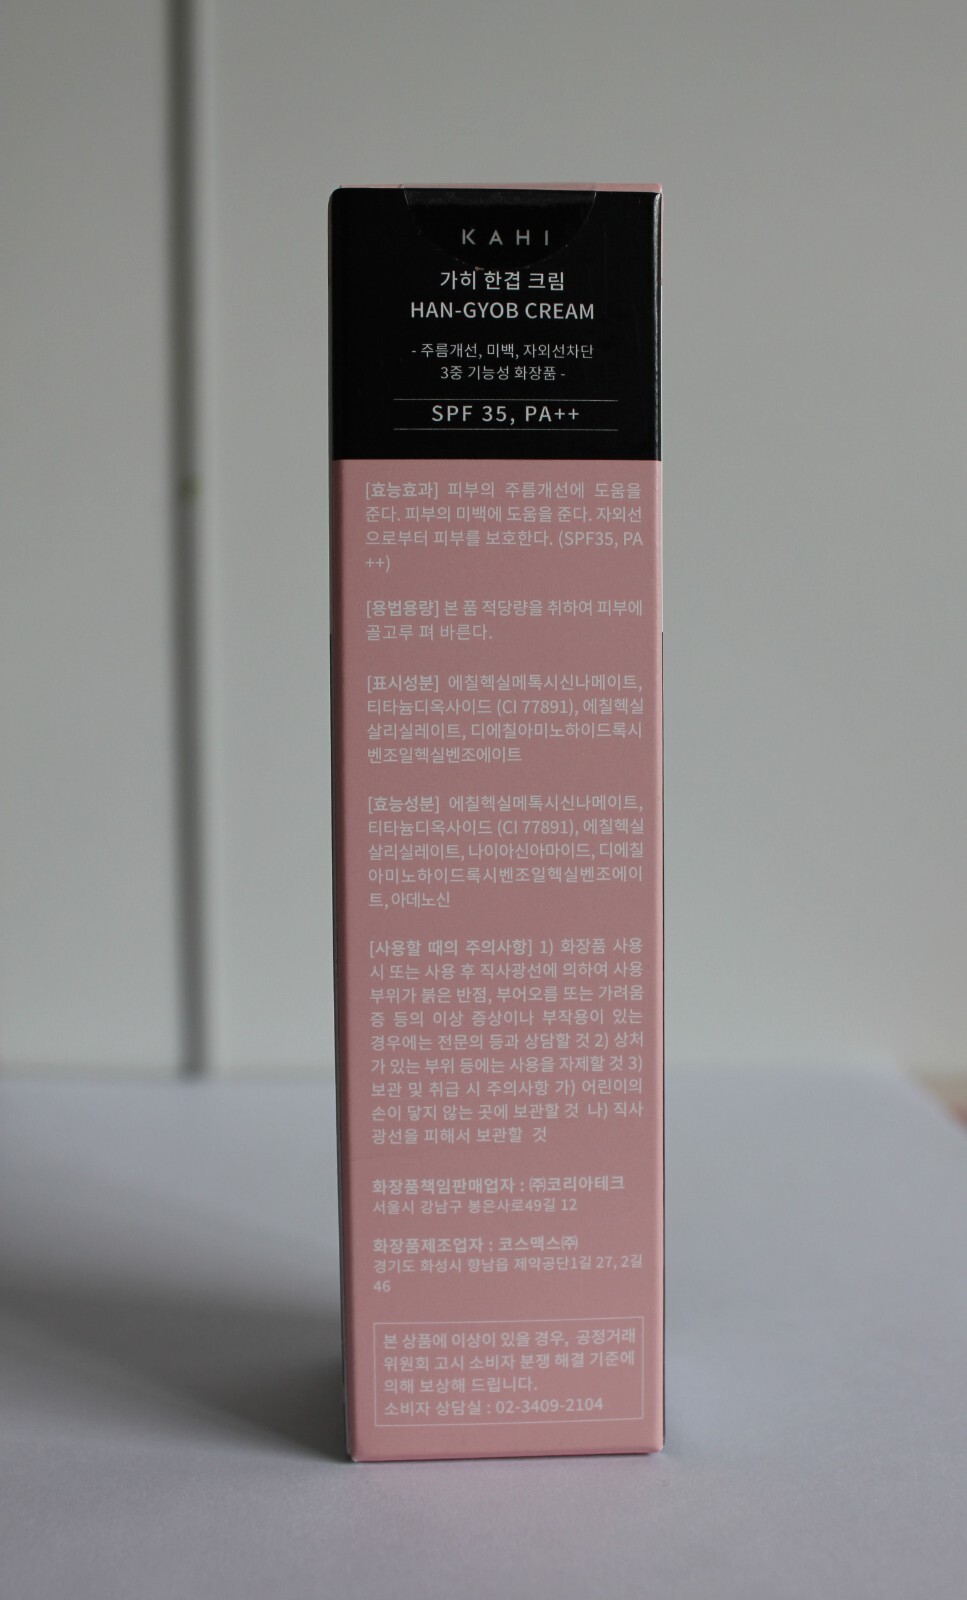 KAHI
가히 한겹 크림
HAN-GYOB CREAM
- 주름개선, 미백, 자외선차단
3중 기능성 화장품 -
SPF 35, PA++
[효능효과] 피부의 주름개선에 도움을
준다. 피부의 미백에 도움을 준다. 자외선
으로부터 피부를 보호한다. (SPF35, PA
++)
[용법용량] 본 품 적당량을 취하여 피부에
골고루 펴 바른다.
[표시성분] 에칠헥실메톡시신나메이트,
티타늄디옥사이드 (CI 77891), 에칠헥실
살리실레이트, 디에칠아미노하이드록시
벤조일헥실벤조에이트
[효능성분] 에칠헥실메톡시신나메이트,
티타늄디옥사이드 (CI 77891), 에칠헥실
살리실레이트, 나이아신아마이드, 디에칠
아미노하이드록시벤조일헥실벤조에이
트, 아데노신
[사용할 때의 주의사항] 1) 화장품 사용
시 또는 사용 후 직사광선에 의하여 사용
부위가 붉은 반점, 부어오름 또는 가려움
증 등의 이상 증상이나 부작용이 있는
경우에는 전문의 등과 상담할 것 2) 상처
가 있는 부위 등에는 사용을 자제할 것 3)
보관 및 취급 시 주의사항 가) 어린이의
손이 닿지 않는 곳에 보관할 것 나) 직사
광선을 피해서 보관할 것
화장품책임판매업자 : ㈜코리아테크
서울시 강남구 봉은사로49길 12
화장품제조업자 : 코스맥스㈜
경기도 화성시 향남읍 제약공단1길 27, 2길
46
본 상품에 이상이 있을 경우, 공정거래
위원회 고시 소비자 분쟁 해결 기준에
의해 보상해 드립니다.
소비자 상담실 : 02-3409-2104